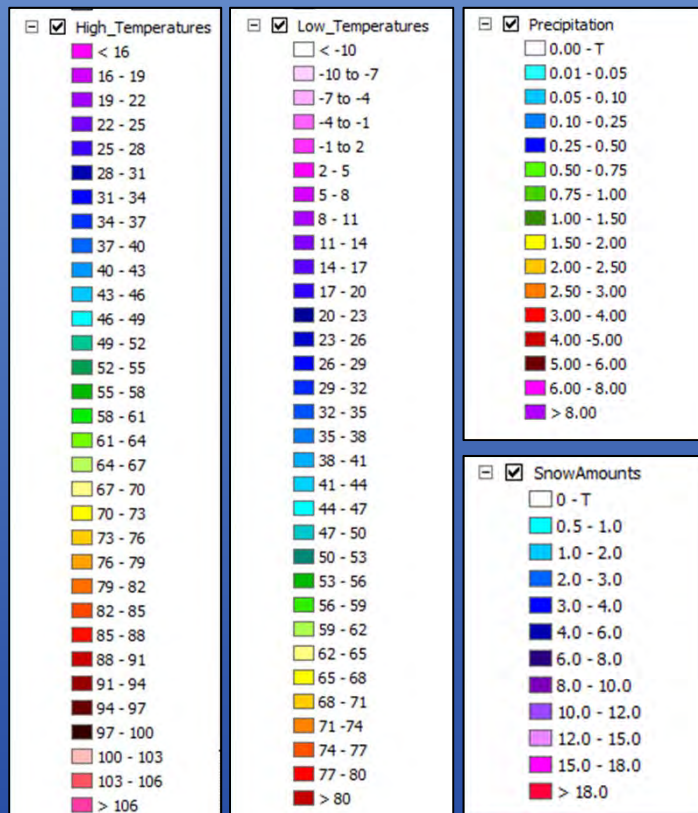 High_Temperatures
< 16
16 - 19
19 - 22
22 - 25
25 - 28
28 - 31
31 - 34
34 - 37
37 - 40
40 - 43
43 - 46
46 - 49
49 - 52
52 - 55
55 - 58
58 - 61
61 - 64
64 - 67
67 - 70
70 - 73
73 - 76
76 - 79
79 - 82
82 - 85
85 - 88
88 - 91
91 - 94
94 - 97
97 - 100
100 - 103
103 - 106
> 106
Low_Temperatures
< -10
-10 to -7
-7 to -4
-4 to -1
-1 to 2
2 - 5
5 - 8
8 - 11
11 - 14
14 - 17
17 - 20
20 - 23
23 - 26
26 - 29
29 - 32
32 - 35
35 - 38
38 - 41
41 - 44
44 - 47
47 - 50
50 - 53
53 - 56
56 - 59
59 - 62
62 - 65
65 - 68
68 - 71
71 -74
74 - 77
77 - 80
> 80
Precipitation
0.00 - T
0.01 - 0.05
0.05 - 0.10
0.10 - 0.25
0.25 - 0.50
0.50 - 0.75
0.75 - 1.00
1.00 - 1.50
1.50 - 2.00
2.00 - 2.50
2.50 - 3.00
3.00 - 4.00
4.00 -5.00
5.00 - 6.00
6.00 - 8.00
> 8.00
SnowAmounts
0 - T
0.5 - 1.0
1.0 - 2.0
2.0 - 3.0
3.0 - 4.0
4.0 - 6.0
6.0 - 8.0
8.0 - 10.0
10.0 - 12.0
12.0 - 15.0
15.0 - 18.0
> 18.0